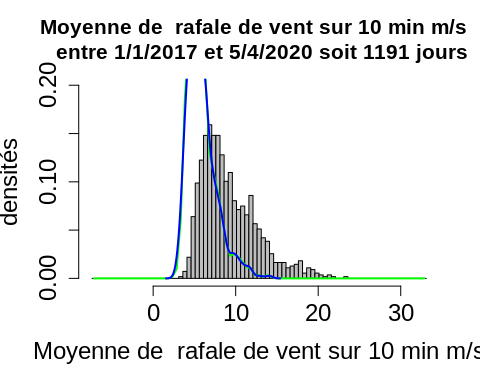 Moyenne de  rafale de vent sur 10 min m/s
entre 1/1/2017 et 5/4/2020 soit 1191 jours
densités
0.20
0.10
0.00
0 10 20 30
Moyenne de  rafale de vent sur 10 min m/s